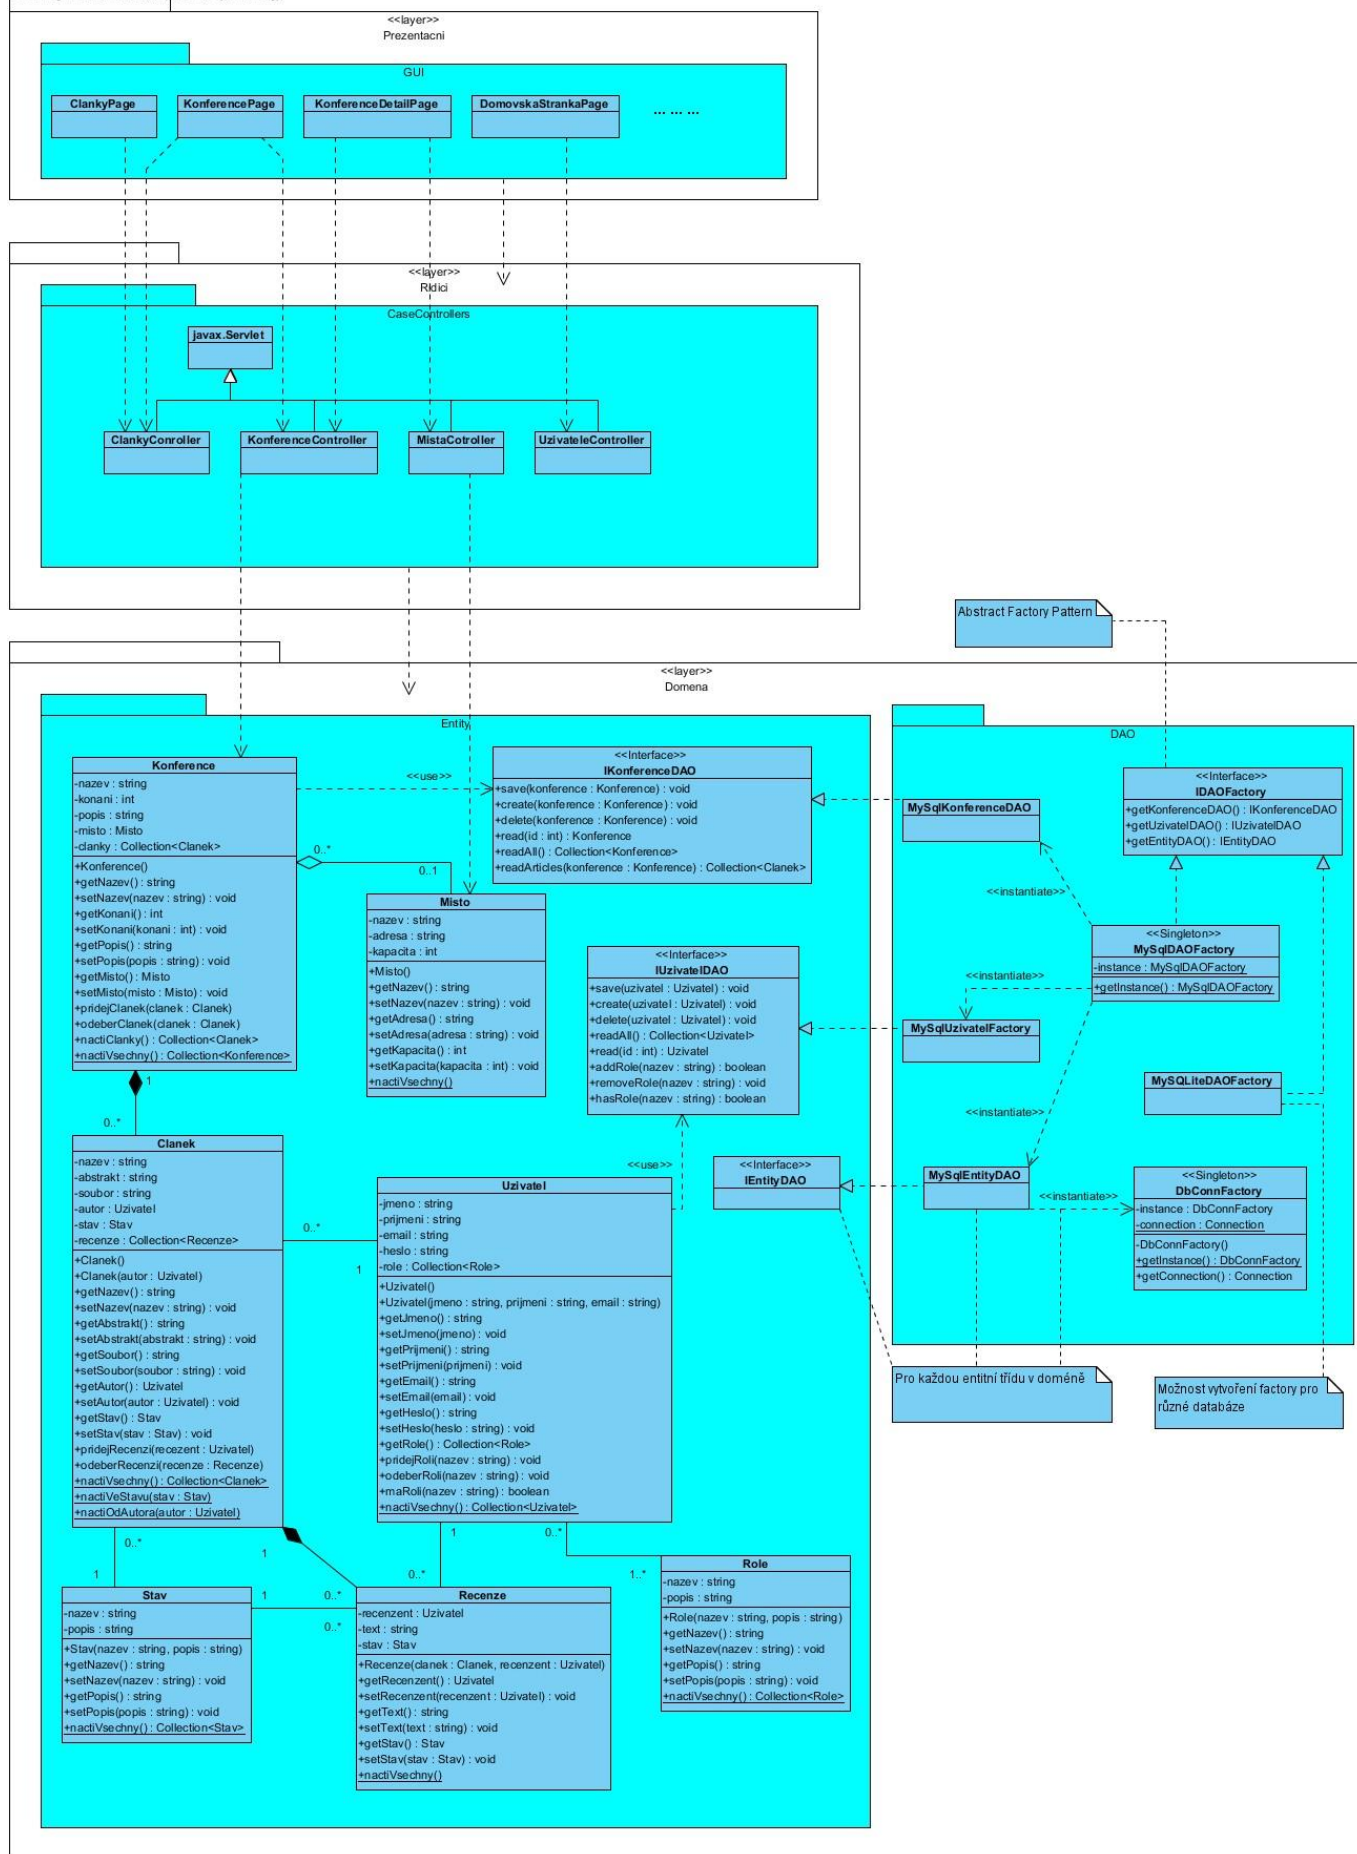 <<layer>>
Prezentacni
GUI
ClankyPage
KonferencePage
KonferenceDetailPage
DomovskaStrankaPage
... ... ...
<<layer>>
Ridici
CaseControllers
javax.Servlet
ClankyConroller
KonferenceController
MistaCotroller
UzivateleController
Abstract Factory Pattern
<<layer>>
Domena
Entity
Konference
-nazev : string
-konani : int
-popis : string
-misto : Misto
-clanky : Collection<Clanek>
+Konference()
+getNazev() : string
+setNazev(nazev : string) : void
+getKonani() : int
+setKonani(konani : int) : void
+getPopis() : string
+setPopis(popis : string) : void
+getMisto() : Misto
+setMisto(misto : Misto) : void
+pridejClanek(clanek : Clanek)
+odeberClanek(clanek : Clanek)
+nactiClanky() : Collection<Clanek>
+nactiVsechny() : Collection<Konference>
<<use>>
<<Interface>>
IKonferenceDAO
+save(konference : Konference) : void
+create(konference : Konference) : void
+delete(konference : Konference) : void
+read(id : int) : Konference
+readAll() : Collection<Konference>
+readArticles(konference : Konference) : Collection<Clanek>
0..*
0..1
Misto
-nazev : string
-adresa : string
-kapacita : int
+Misto()
+getNazev() : string
+setNazev(nazev : string) : void
+getAdresa() : string
+setAdresa(adresa : string) : void
+getKapacita() : int
+setKapacita(kapacita : int) : void
+nactiVsechny()
<<Interface>>
IUzivatelDAO
+save(uzivatel : Uzivatel) : void
+create(uzivatel : Uzivatel) : void
+delete(uzivatel : Uzivatel) : void
+readAll() : Collection<Uzivatel>
+read(id : int) : Uzivatel
+addRole(nazev : string) : boolean
+removeRole(nazev : string) : void
+hasRole(nazev : string) : boolean
1
0..*
Clanek
-nazev : string
-abstrakt : string
-soubor : string
-autor : Uzivatel
-stav : Stav
-recenze : Collection<Recenze>
+Clanek()
+Clanek(autor : Uzivatel)
+getNazev() : string
+setNazev(nazev : string) : void
+getAbstrakt() : string
+setAbstrakt(abstrakt : string) : void
+getSoubor() : string
+setSoubor(soubor : string) : void
+getAutor() : Uzivatel
+setAutor(autor : Uzivatel) : void
+getStav() : Stav
+setStav(stav : Stav) : void
+pridejRecenzi(recezent : Uzivatel)
+odeberRecenzi(recenze : Recenze)
+nactiVsechny() : Collection<Clanek>
+nactiVeStavu(stav : Stav)
+nactiOdAutora(autor : Uzivatel)
0..*
1
<<use>>
Uzivatel
-jmeno : string
-prijmeni : string
-email : string
-heslo : string
-role : Collection<Role>
+Uzivatel()
+Uzivatel(jmeno : string, prijmeni : string, email : string)
+getJmeno() : string
+setJmeno(jmeno) : void
+getPrijmeni() : string
+setPrijmeni(prijmeni) : void
+getEmail() : string
+setEmail(email) : void
+getHeslo() : string
+setHeslo(heslo : string) : void
+getRole() : Collection<Role>
+pridejRoli(nazev : string) : void
+odeberRoli(nazev : string) : void
+maRoli(nazev : string) : boolean
+nactiVsechny() : Collection<Uzivatel>
<<Interface>>
IEntityDAO
0..*
1
1
0..*
1
0..*
0..*
1..*
1
0..*
Stav
-nazev : string
-popis : string
+Stav(nazev : string, popis : string)
+getNazev() : string
+setNazev(nazev : string) : void
+getPopis() : string
+setPopis(popis : string) : void
+nactiVsechny() : Collection<Stav>
Recenze
-recenzent : Uzivatel
-text : string
-stav : Stav
+Recenze(clanek : Clanek, recenzent : Uzivatel)
+getRecenzent() : Uzivatel
+setRecenzent(recenzent : Uzivatel) : void
+getText() : string
+setText(text : string) : void
+getStav() : Stav
+setStav(stav : Stav) : void
+nactiVsechny()
Role
-nazev : string
-popis : string
+Role(nazev : string, popis : string)
+getNazev() : string
+setNazev(nazev : string) : void
+getPopis() : string
+setPopis(popis : string) : void
+nactiVsechny() : Collection<Role>
DAO
<<Interface>>
IDAOFactory
+getKonferenceDAO() : IKonferenceDAO
+getUzivatelDAO() : IUzivatelDAO
+getEntityDAO() : IEntityDAO
MySqlKonferenceDAO
<<instantiate>>
<<Singleton>>
MySqlDAOFactory
-instance : MySqlDAOFactory
+getInstance() : MySqlDAOFactory
<<instantiate>>
MySqlUzivatelFactory
MySQLiteDAOFactory
<<instantiate>>
MySqlEntityDAO
<<instantiate>>
<<Singleton>>
DbConnFactory
-instance : DbConnFactory
-connection : Connection
-DbConnFactory()
+getInstance() : DbConnFactory
+getConnection() : Connection
Pro každou entitní třídu v doméně
Možnost vytvoření factory pro
různé databáze